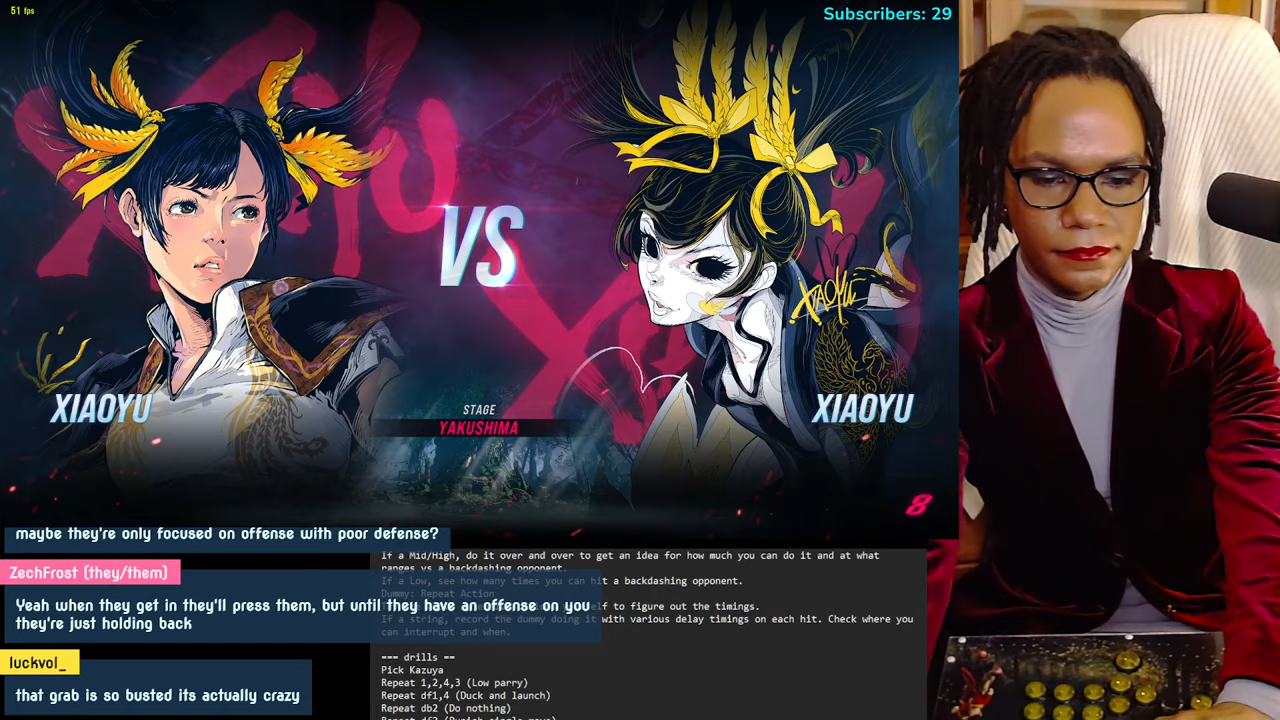 51 fps
Subscribers: 29
VS
XIAOYU
XIAOYU
XIAOYU
STAGE
YAKUSHIMA
8
maybe they're only focused on offense with poor defense?
ZechFrost (they/them)
Yeah when they get in they'll press them, but until they have an offense on you
they're just holding back
luckvol_
that grab is so busted its actually crazy
If a Mid/High, do it over and over to get an idea for how much you can do it and at what
ranges vs a backdashing opponent.
If a Low, see how many times you can hit a backdashing opponent.
Dummy: Repeat Action
to figure out the timings.
If a string, record the dummy doing it with various delay timings on each hit. Check where you
can interrupt and when.
=== drills ==
Pick Kazuya
Repeat 1,2,4,3 (Low parry)
Repeat df1,4 (Duck and launch)
Repeat db2 (Do nothing)